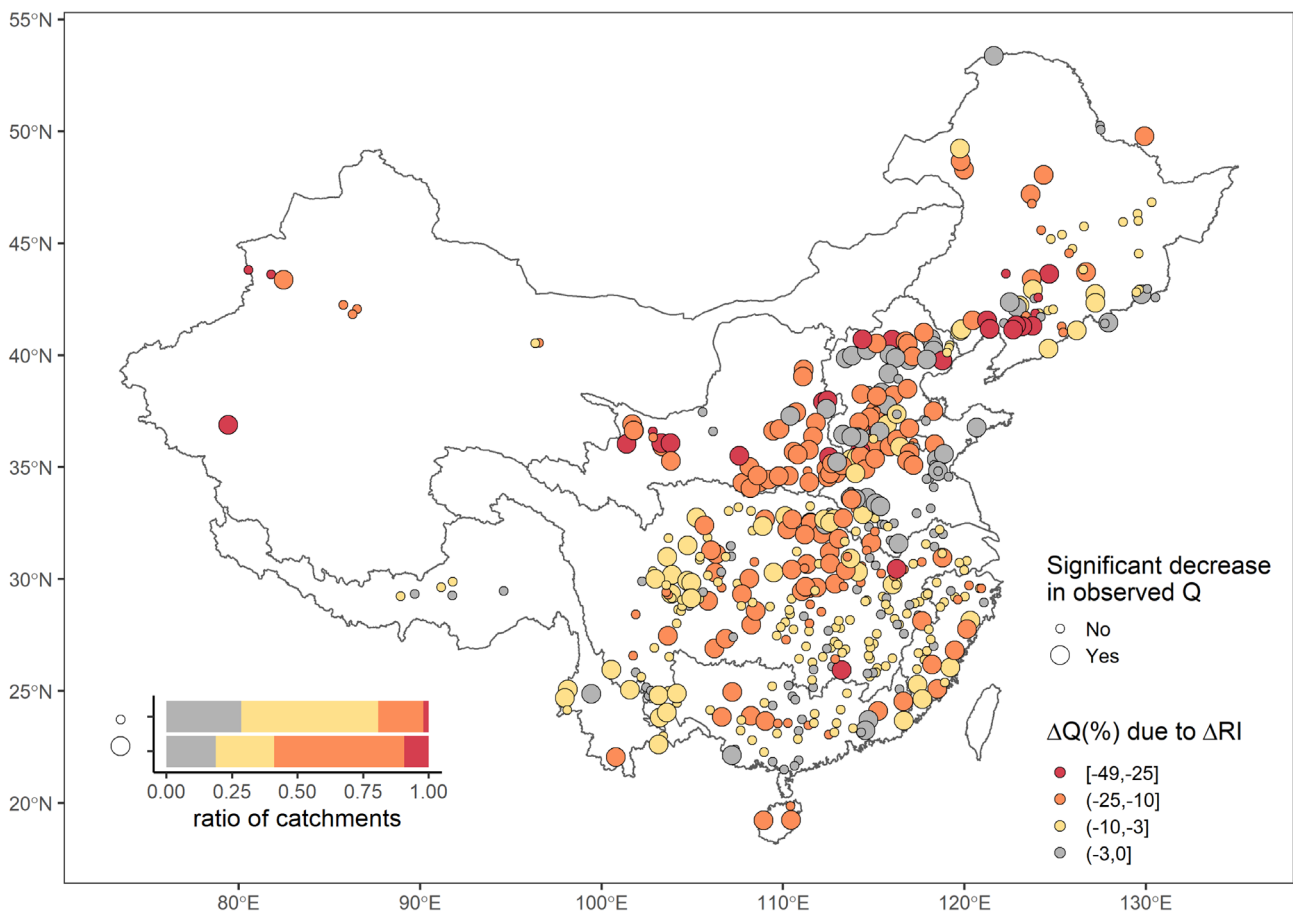 55°N
50°N
45°N
40°N
35°N
30°N
25°N
20°N
80°E
90°E
100°E
110°E
120°E
130°E
0.00
0.25
0.50
0.75
1.00
ratio of catchments
Significant decrease
in observed Q
No
Yes
ΔQ(%) due to ΔRI
[-49,-25]
(-25,-10]
(-10,-3]
(-3,0]